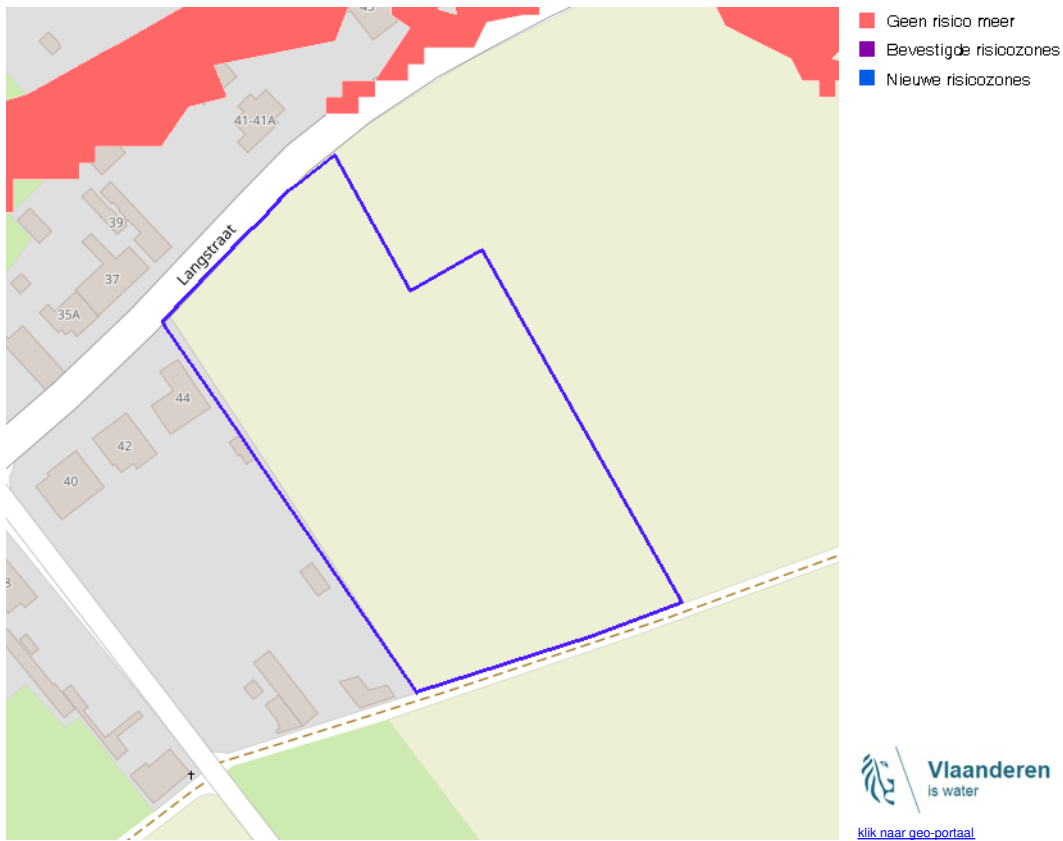 Geen risico meer
Bevestigde risicozones
Nieuwe risicozones
41-41A
39
Langstraat
37
35A
44
42
40
Vlaanderen
is water
klik naar geo-portaal